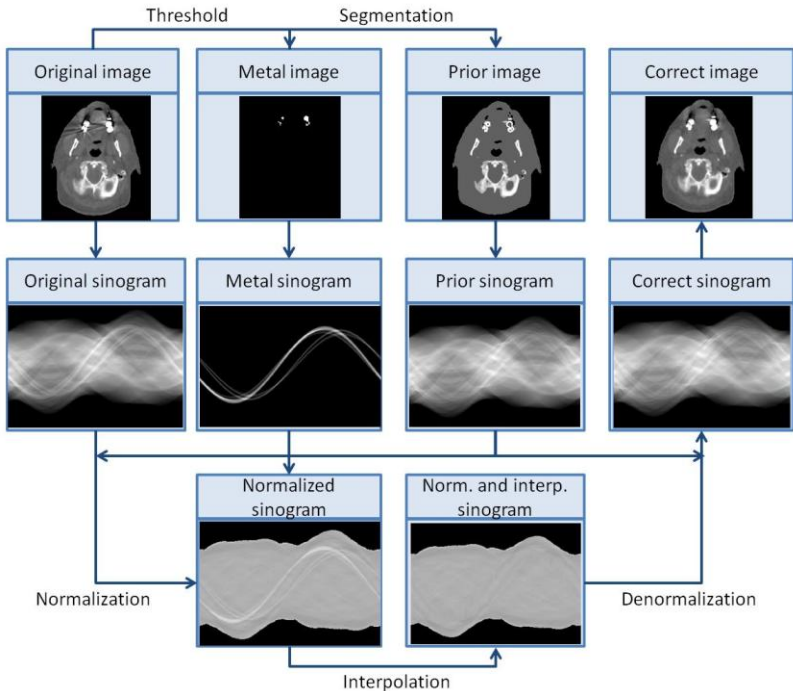 Threshold
Segmentation
Original image
Metal image
Prior image
Correct image
Original sinogram
Metal sinogram
Prior sinogram
Correct sinogram
Normalized
sinogram
Norm. and interp.
sinogram
Normalization
Denormalization
Interpolation